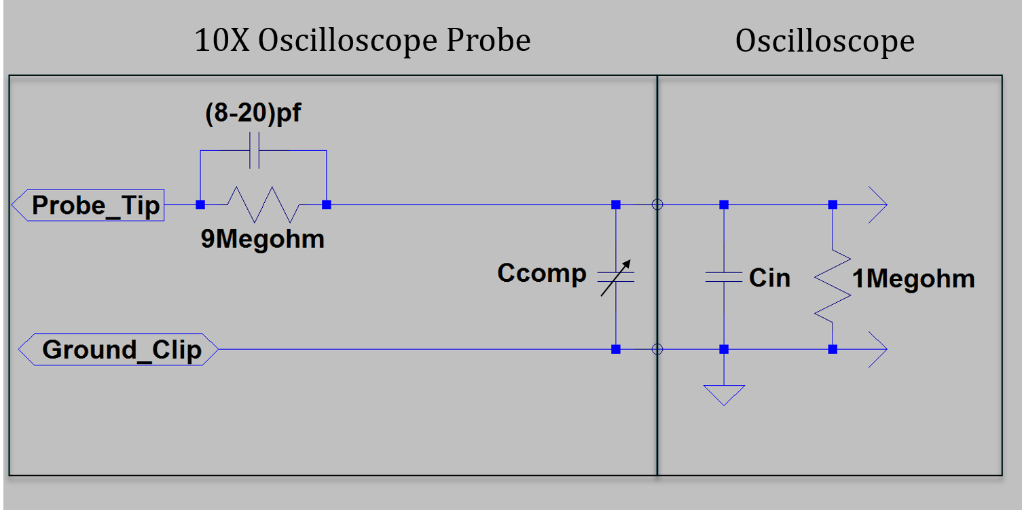 10X Oscilloscope Probe
Oscilloscope
(8-20)pf
Probe_Tip
9Megohm
Ccomp
Cin
1Megohm
Ground_Clip